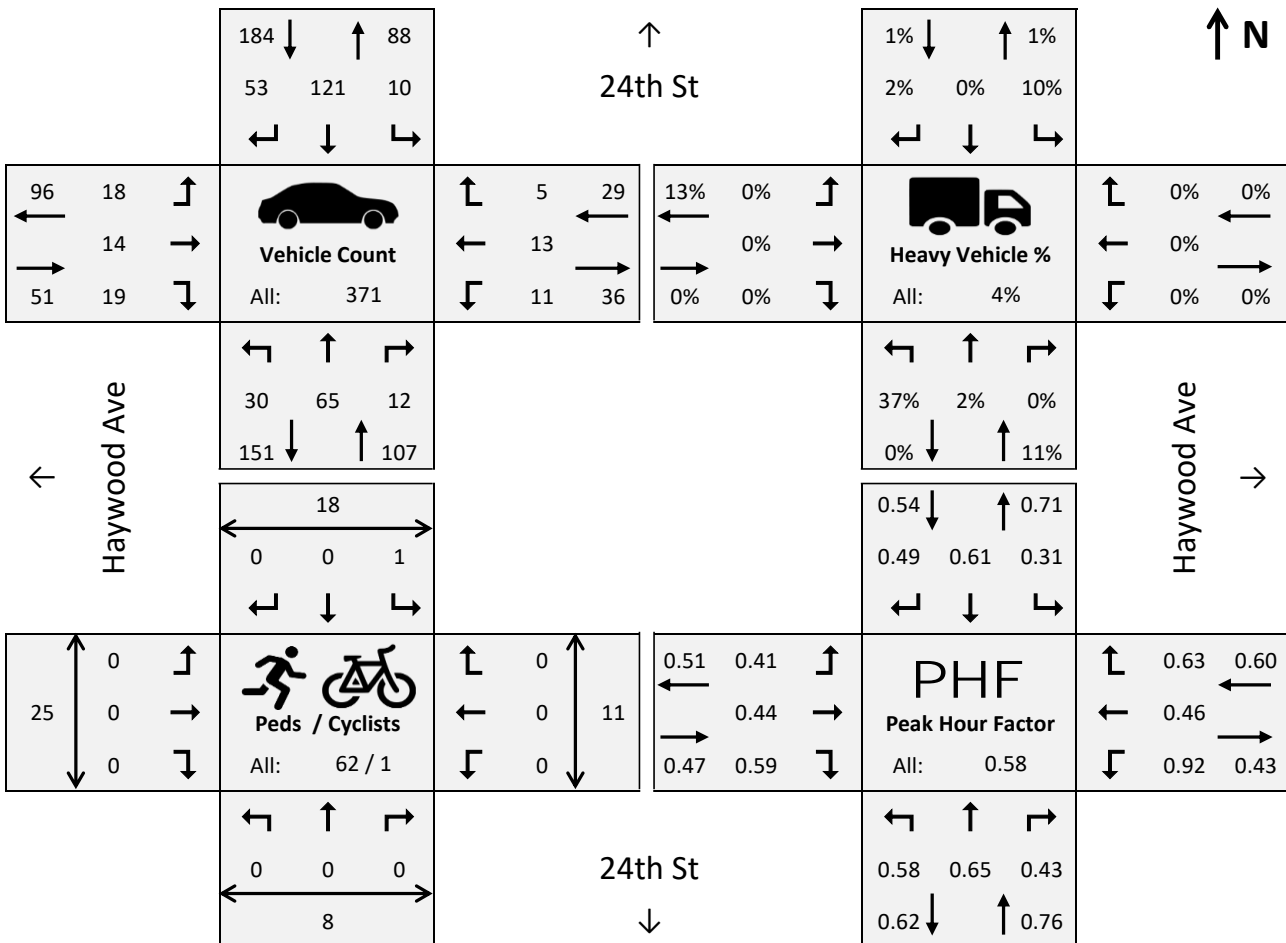 184 88 1% 1% N
24th St
53 121 10 2% 0% 10%
96 18 5 29 13% 0% 0% 0%
14 Vehicle Count 13 0% Heavy Vehicle % 0%
51 19 All: 371 11 36 0% 0% All: 4% 0% 0%
30 65 12 37% 2% 0%
151 107 0% 11%
Haywood Ave Haywood Ave
18 0.54 0.71
0 0 1 0.49 0.61 0.31
0 0 0.51 0.41 PHF 0.63 0.60
25 0 Peds / Cyclists 0 11 0.44 Peak Hour Factor 0.46
0 All: 62 / 1 0 0.47 0.59 All: 0.58 0.92 0.43
0 0 0 24th St 0.58 0.65 0.43
8 0.62 0.76